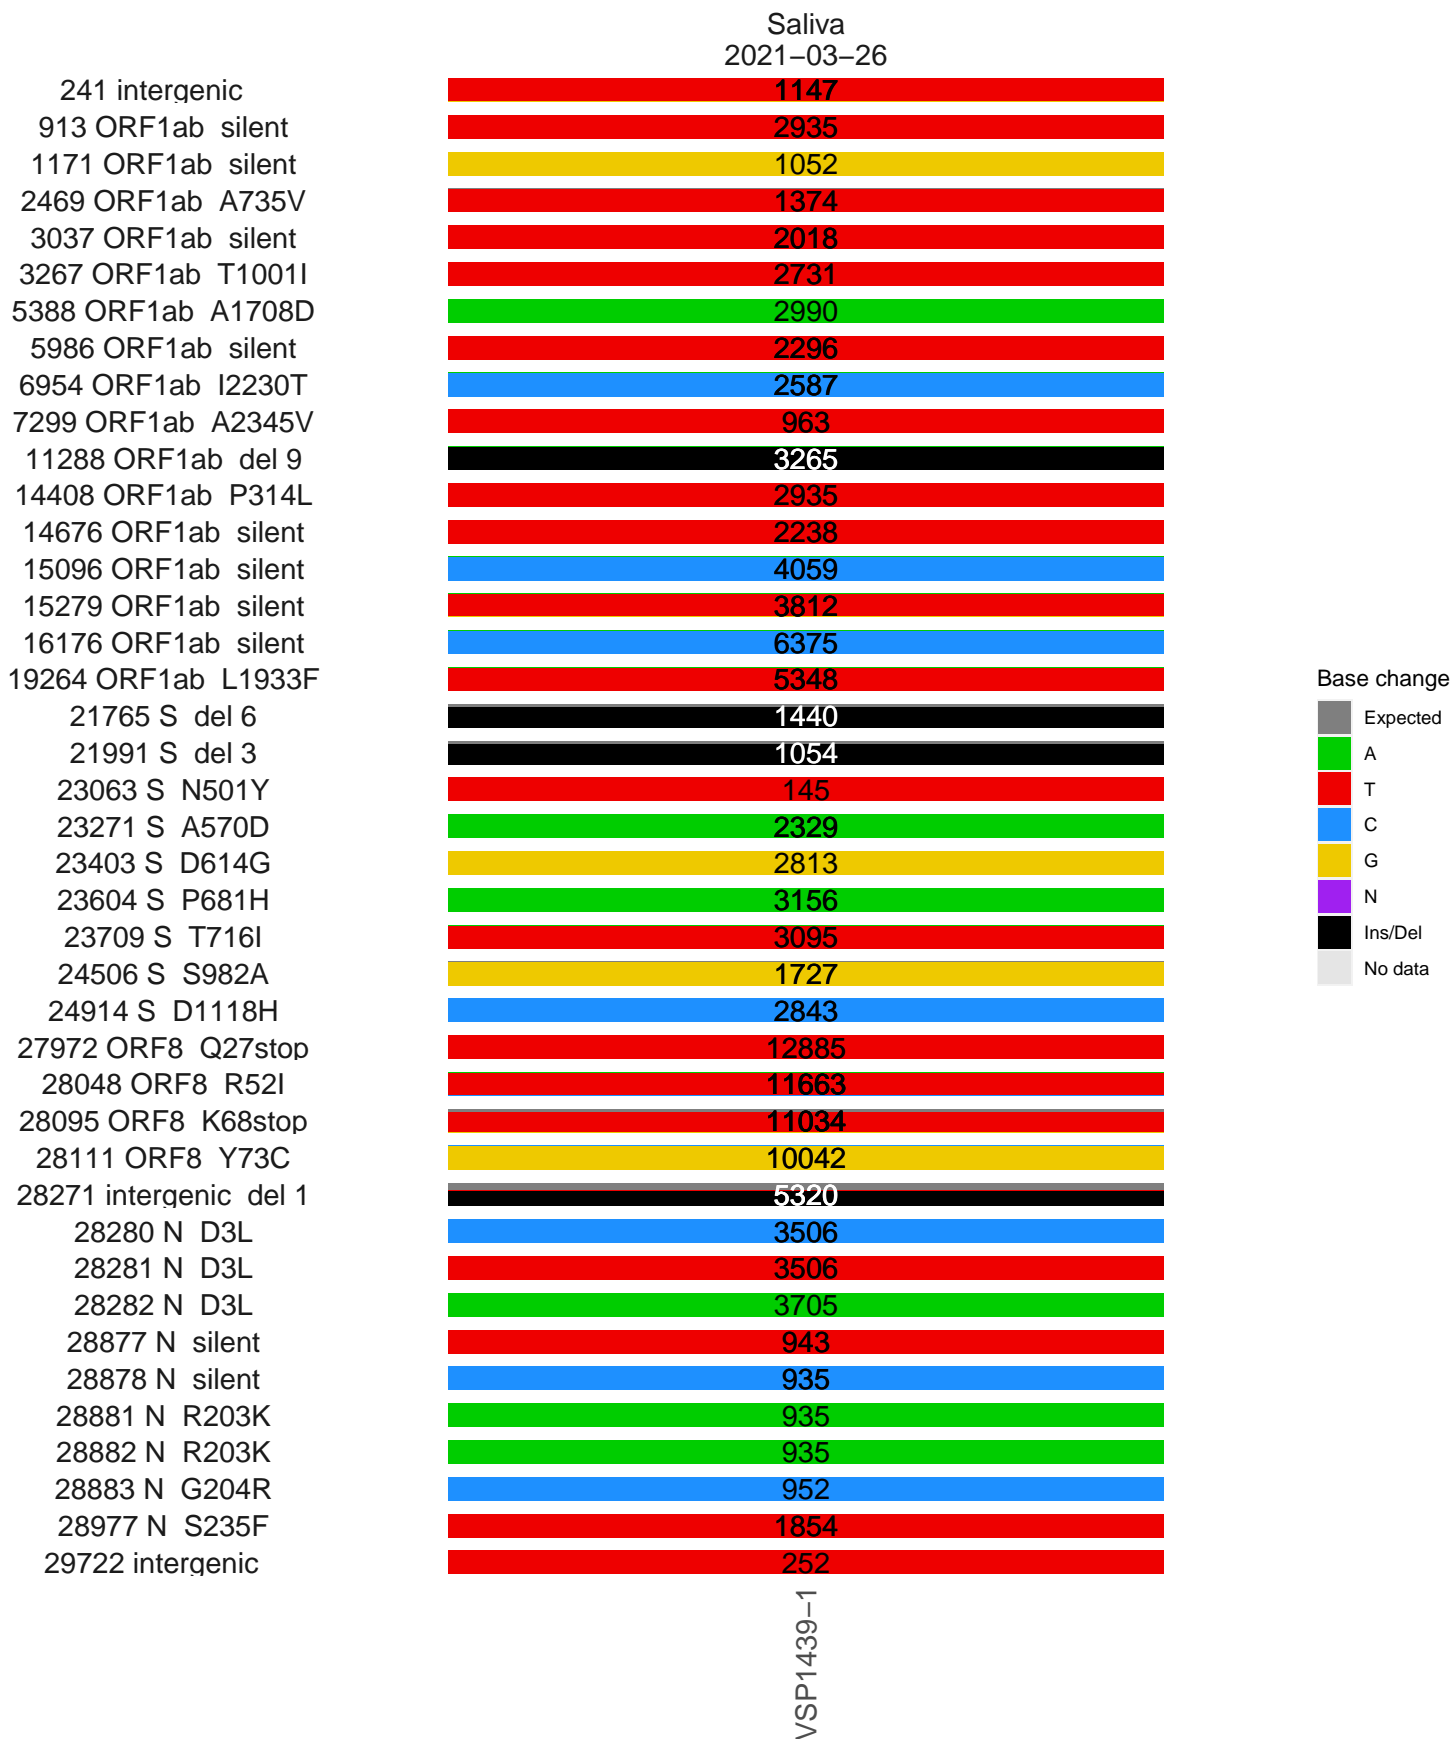 Saliva
2021−03−26
241 intergenic 1147
913 ORF1ab silent 2935
1171 ORF1ab silent 1052
2469 ORF1ab A735V 1374
3037 ORF1ab silent 2018
3267 ORF1ab T1001I 2731
5388 ORF1ab A1708D 2990
5986 ORF1ab silent 2296
6954 ORF1ab I2230T 2587
7299 ORF1ab A2345V 963
11288 ORF1ab del 9 3265
14408 ORF1ab P314L 2935
14676 ORF1ab silent 2238
15096 ORF1ab silent 4059
15279 ORF1ab silent 3812
16176 ORF1ab silent 6375
19264 ORF1ab L1933F 5348
21765 S del 6 1440
21991 S del 3 1054
23063 S N501Y 145
23271 S A570D 2329
23403 S D614G 2813
23604 S P681H 3156
23709 S T716I 3095
24506 S S982A 1727
24914 S D1118H 2843
27972 ORF8 Q27stop 12885
28048 ORF8 R52I 11663
28095 ORF8 K68stop 11034
28111 ORF8 Y73C 10042
28271 intergenic del 1 5320
28280 N D3L 3506
28281 N D3L 3506
28282 N D3L 3705
28877 N silent 943
28878 N silent 935
28881 N R203K 935
28882 N R203K 935
28883 N G204R 952
28977 N S235F 1854
29722 intergenic 252
VSP1439−1
Base change
Expected
A
T
C
G
N
Ins/Del
No data